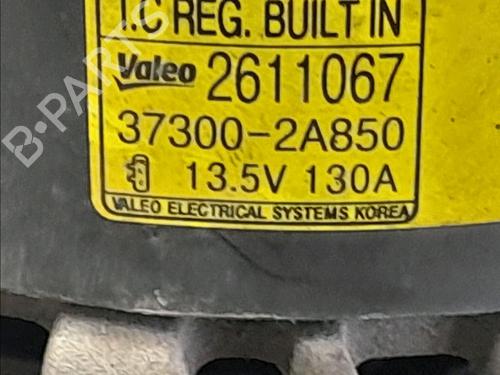 I.C REG. BUILT IN
Valeo 2611067
37300-2A850
13.5V 130A
VALEO ELECTRICAL SYSTEMS KOREA
B-PARTS